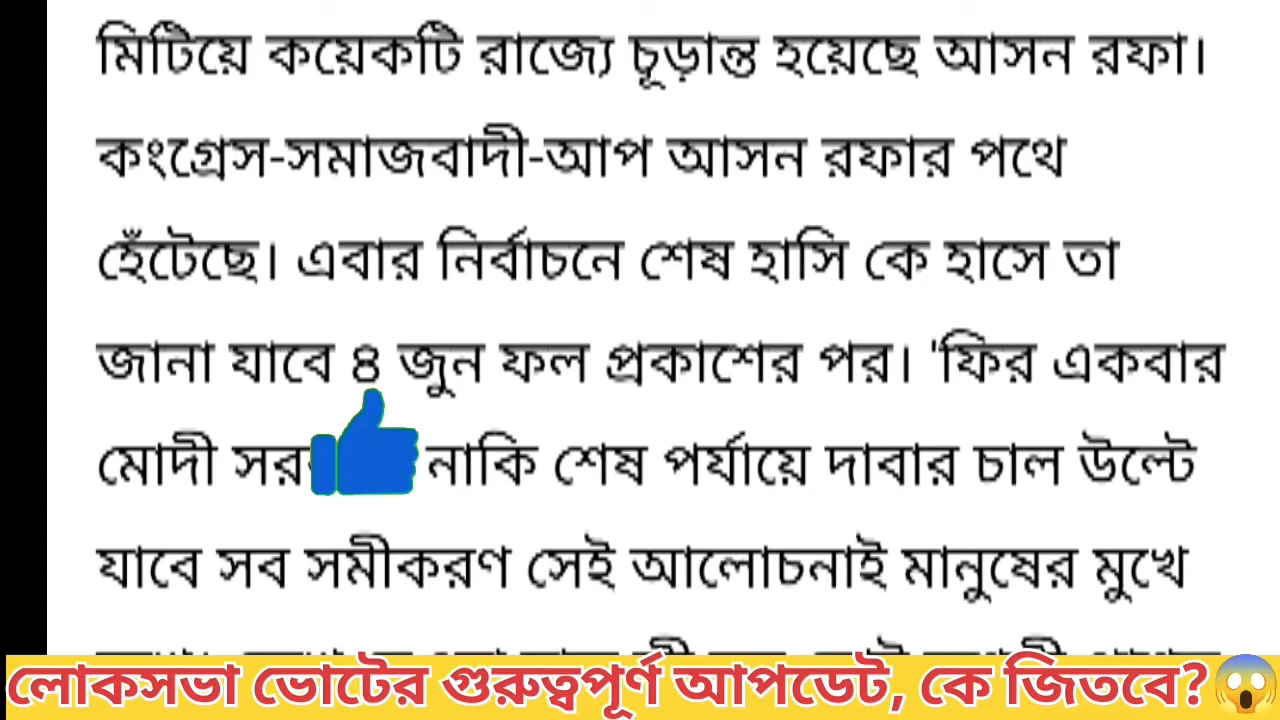 মিটিয়ে কয়েকটি রাজ্যে চূড়ান্ত হয়েছে আসন রফা।
কংগ্রেস-সমাজবাদী-আপ আসন রফার পথে
হেঁটেছে। এবার নির্বাচনে শেষ হাসি কে হাসে তা
জানা যাবে ৪ জুন ফল প্রকাশের পর। 'ফির একবার
মোদী নাকি শেষ পর্যায়ে দাবার চাল উল্টে
যাবে সব সমীকরণ সেই আলোচনাই মানুষের মুখে
লোকসভা ভোটের গুরুত্বপূর্ণ আপডেট, কে জিতবে?😱